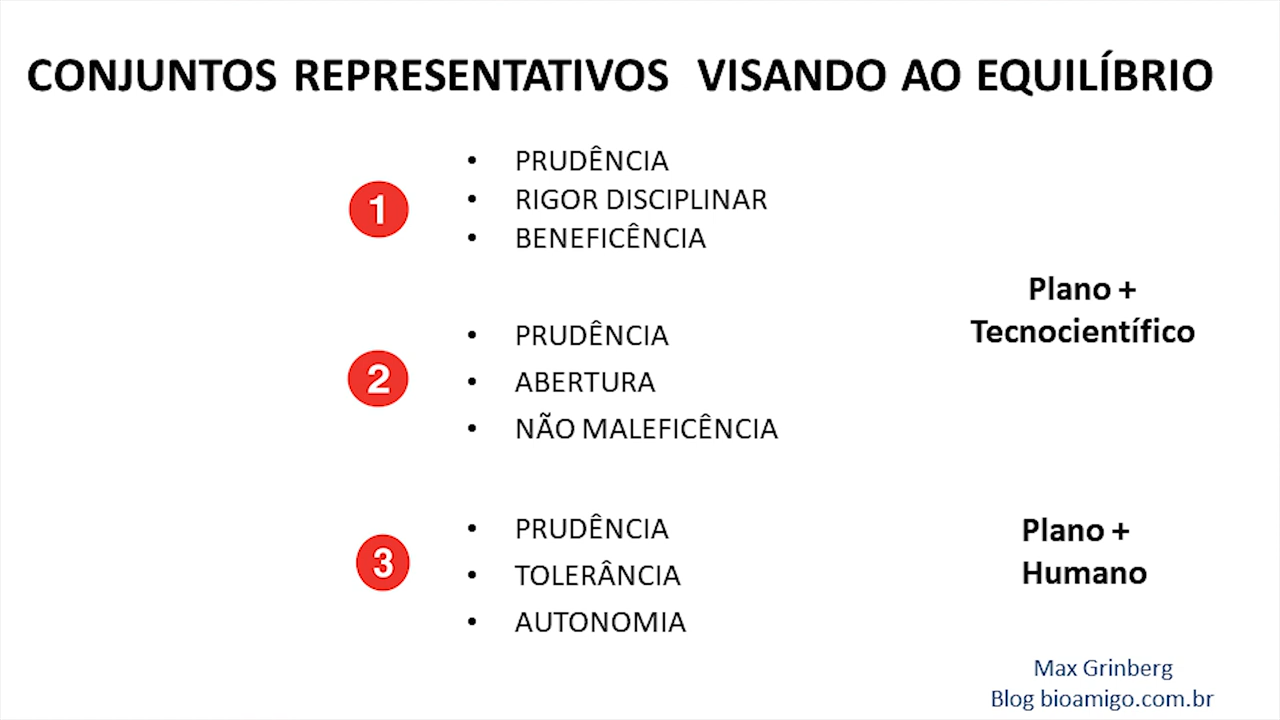 CONJUNTOS REPRESENTATIVOS VISANDO AO EQUILÍBRIO
1
• PRUDÊNCIA
• RIGOR DISCIPLINAR
• BENEFICÊNCIA
2
• PRUDÊNCIA
• ABERTURA
• NÃO MALEFICÊNCIA
Plano +
Tecnocientífico
3
• PRUDÊNCIA
• TOLERÂNCIA
• AUTONOMIA
Plano +
Humano
Max Grinberg
Blog bioamigo.com.br